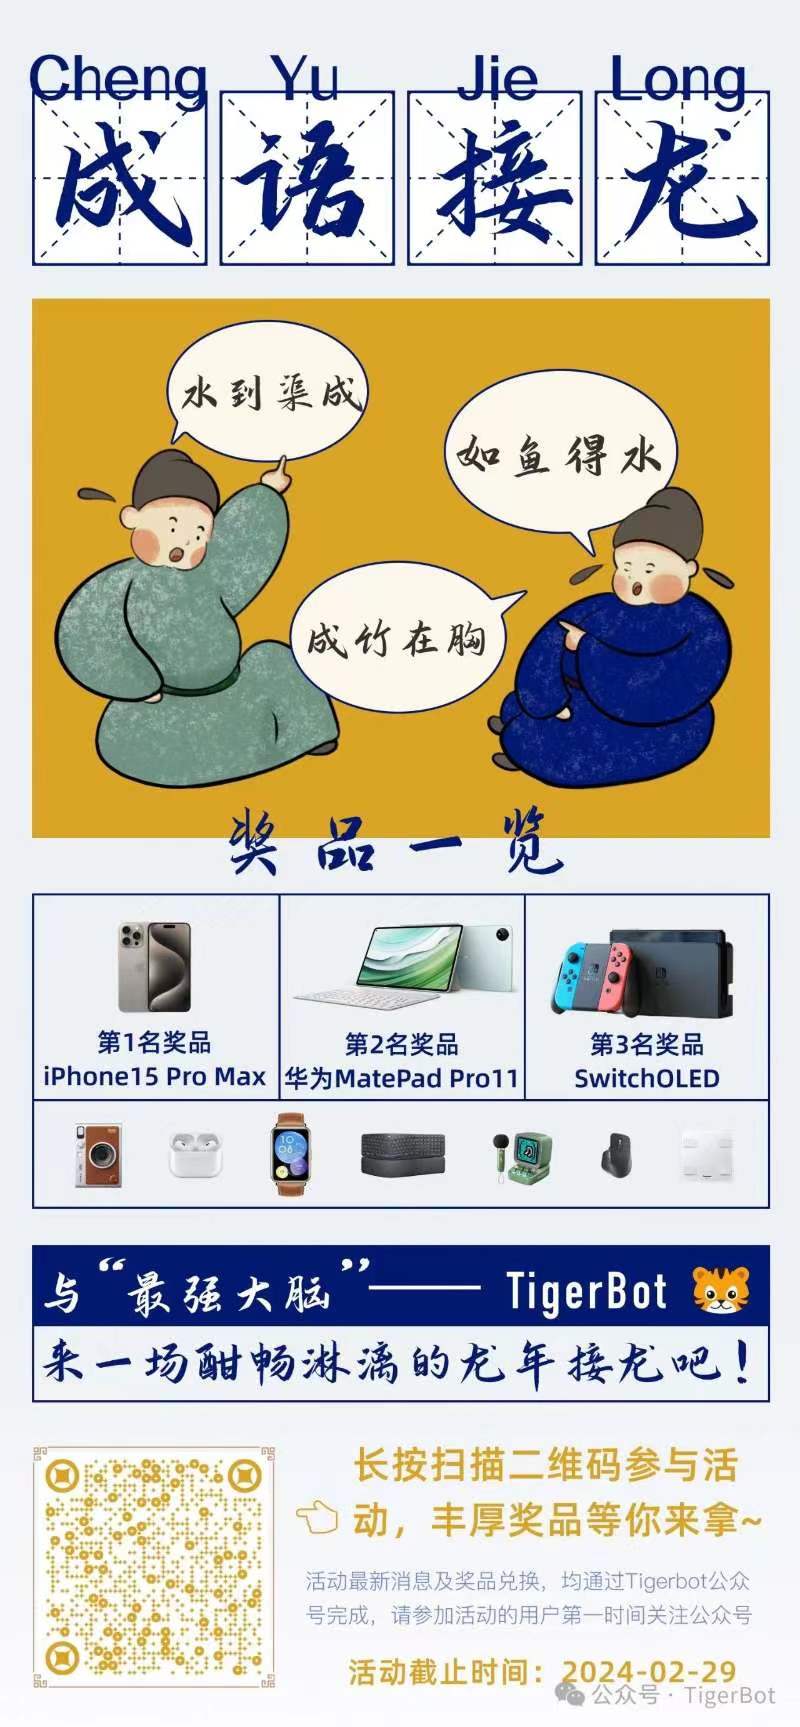 Cheng Yu Jie Long
成语接龙
水到渠成
如鱼得水
成竹在胸
奖品一览
第1名奖品
iPhone15 Pro Max
第2名奖品
华为MatePad Pro11
第3名奖品
SwitchOLED
与“最强大脑”——TigerBot
来一场酣畅淋漓的龙年接龙吧！
长按扫描二维码参与活
动，丰厚奖品等你来拿~
活动最新消息及奖品兑换，均通过Tigerbot公众
号完成，请参加活动的用户第一时间关注公众号
活动截止时间：2024-02-29
公众号 · TigerBot